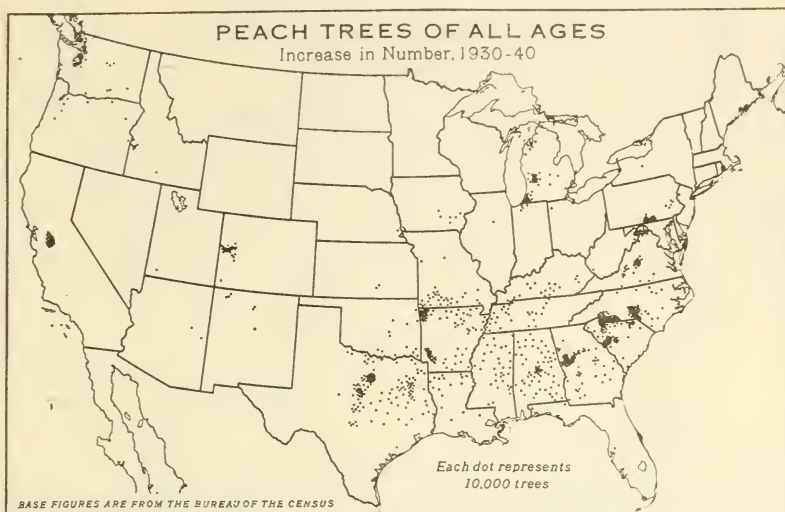 PEACH TREES OF ALL AGES
Increase in Number, 1930-40
Each dot represents
10,000 trees
BASE FIGURES ARE FROM THE BUREAU OF THE CENSUS